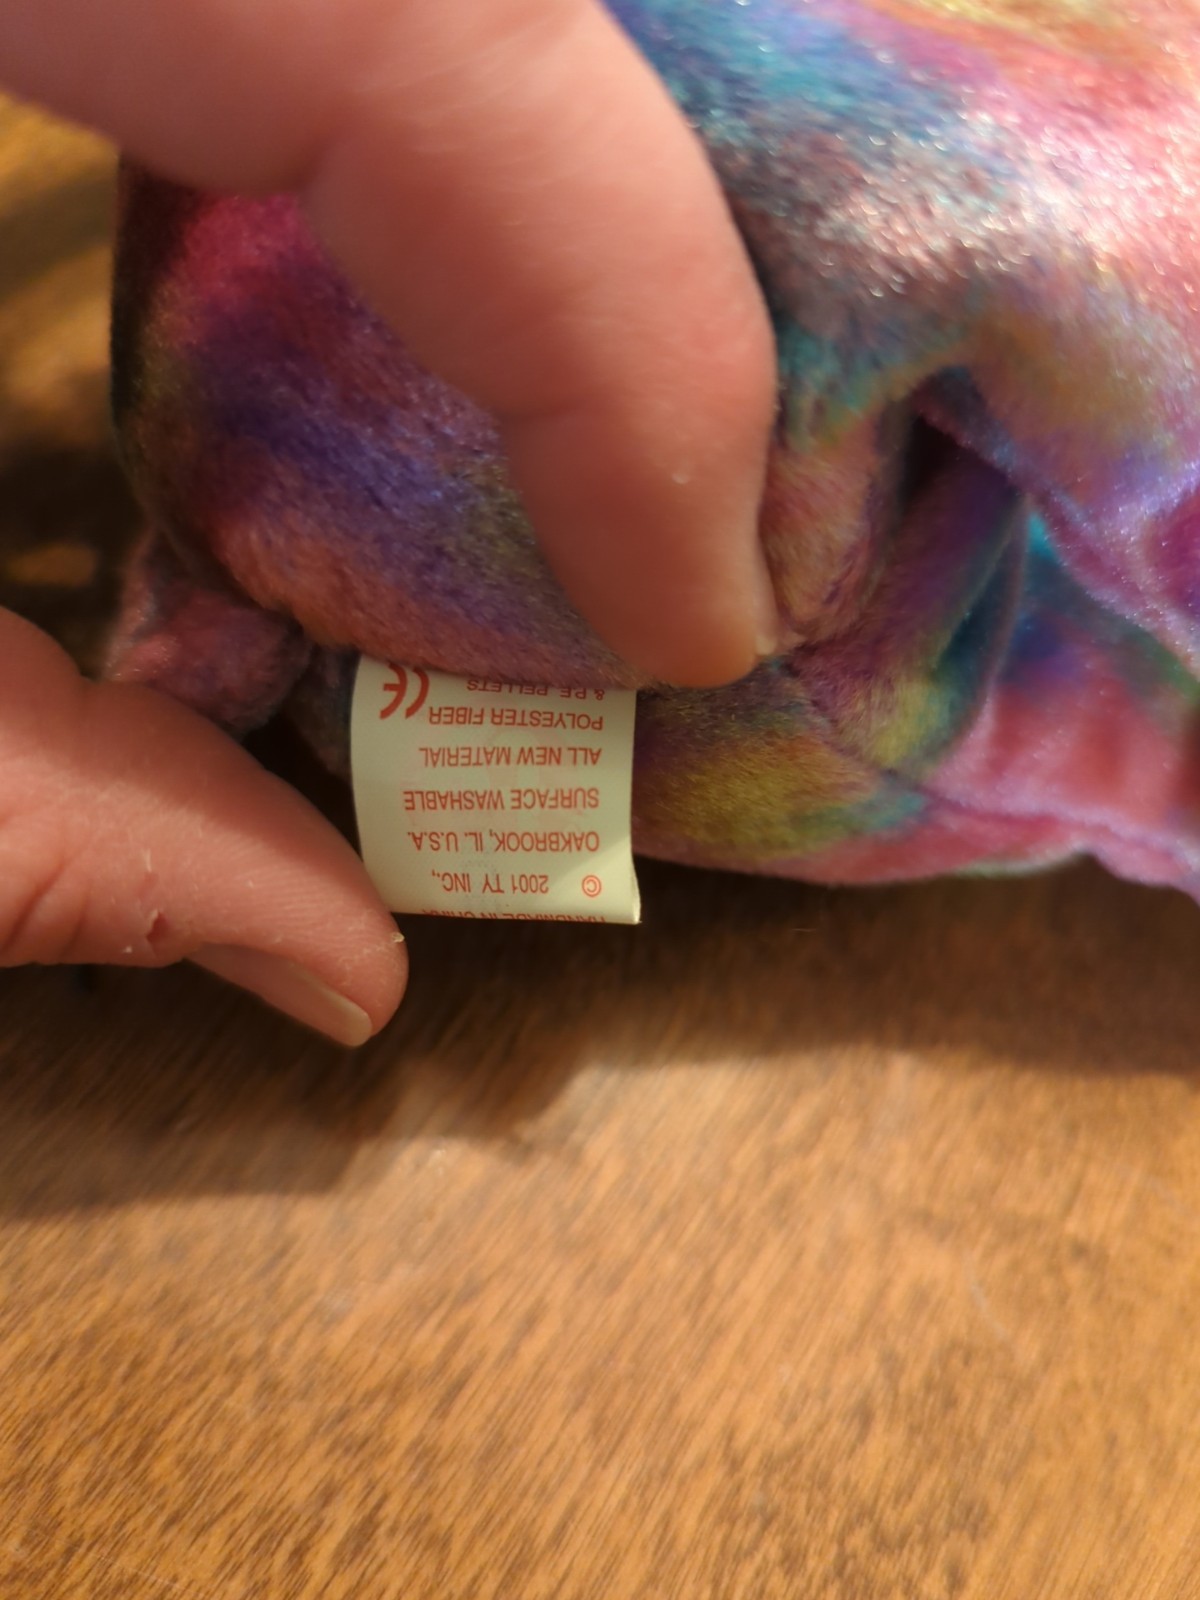 HANDMADE IN CHINA
© 2001 TY INC.,
OAKBROOK, IL. U.S.A.
SURFACE WASHABLE
ALL NEW MATERIAL
POLYESTER FIBER
& P.E. PELLETS
CE